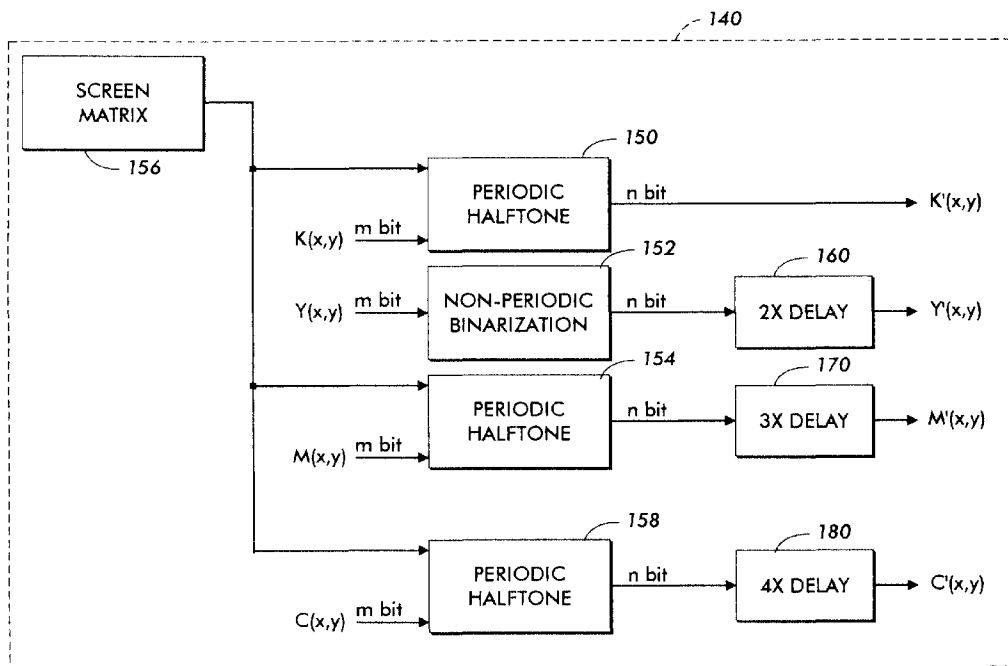 140
SCREEN
MATRIX
156
150
PERIODIC
HALFTONE
K(x,y) m bit
n bit
K'(x,y)
152
NON-PERIODIC
BINARIZATION
Y(x,y) m bit
n bit
160
2X DELAY
Y'(x,y)
154
PERIODIC
HALFTONE
M(x,y) m bit
n bit
170
3X DELAY
M'(x,y)
158
PERIODIC
HALFTONE
C(x,y) m bit
n bit
180
4X DELAY
C'(x,y)